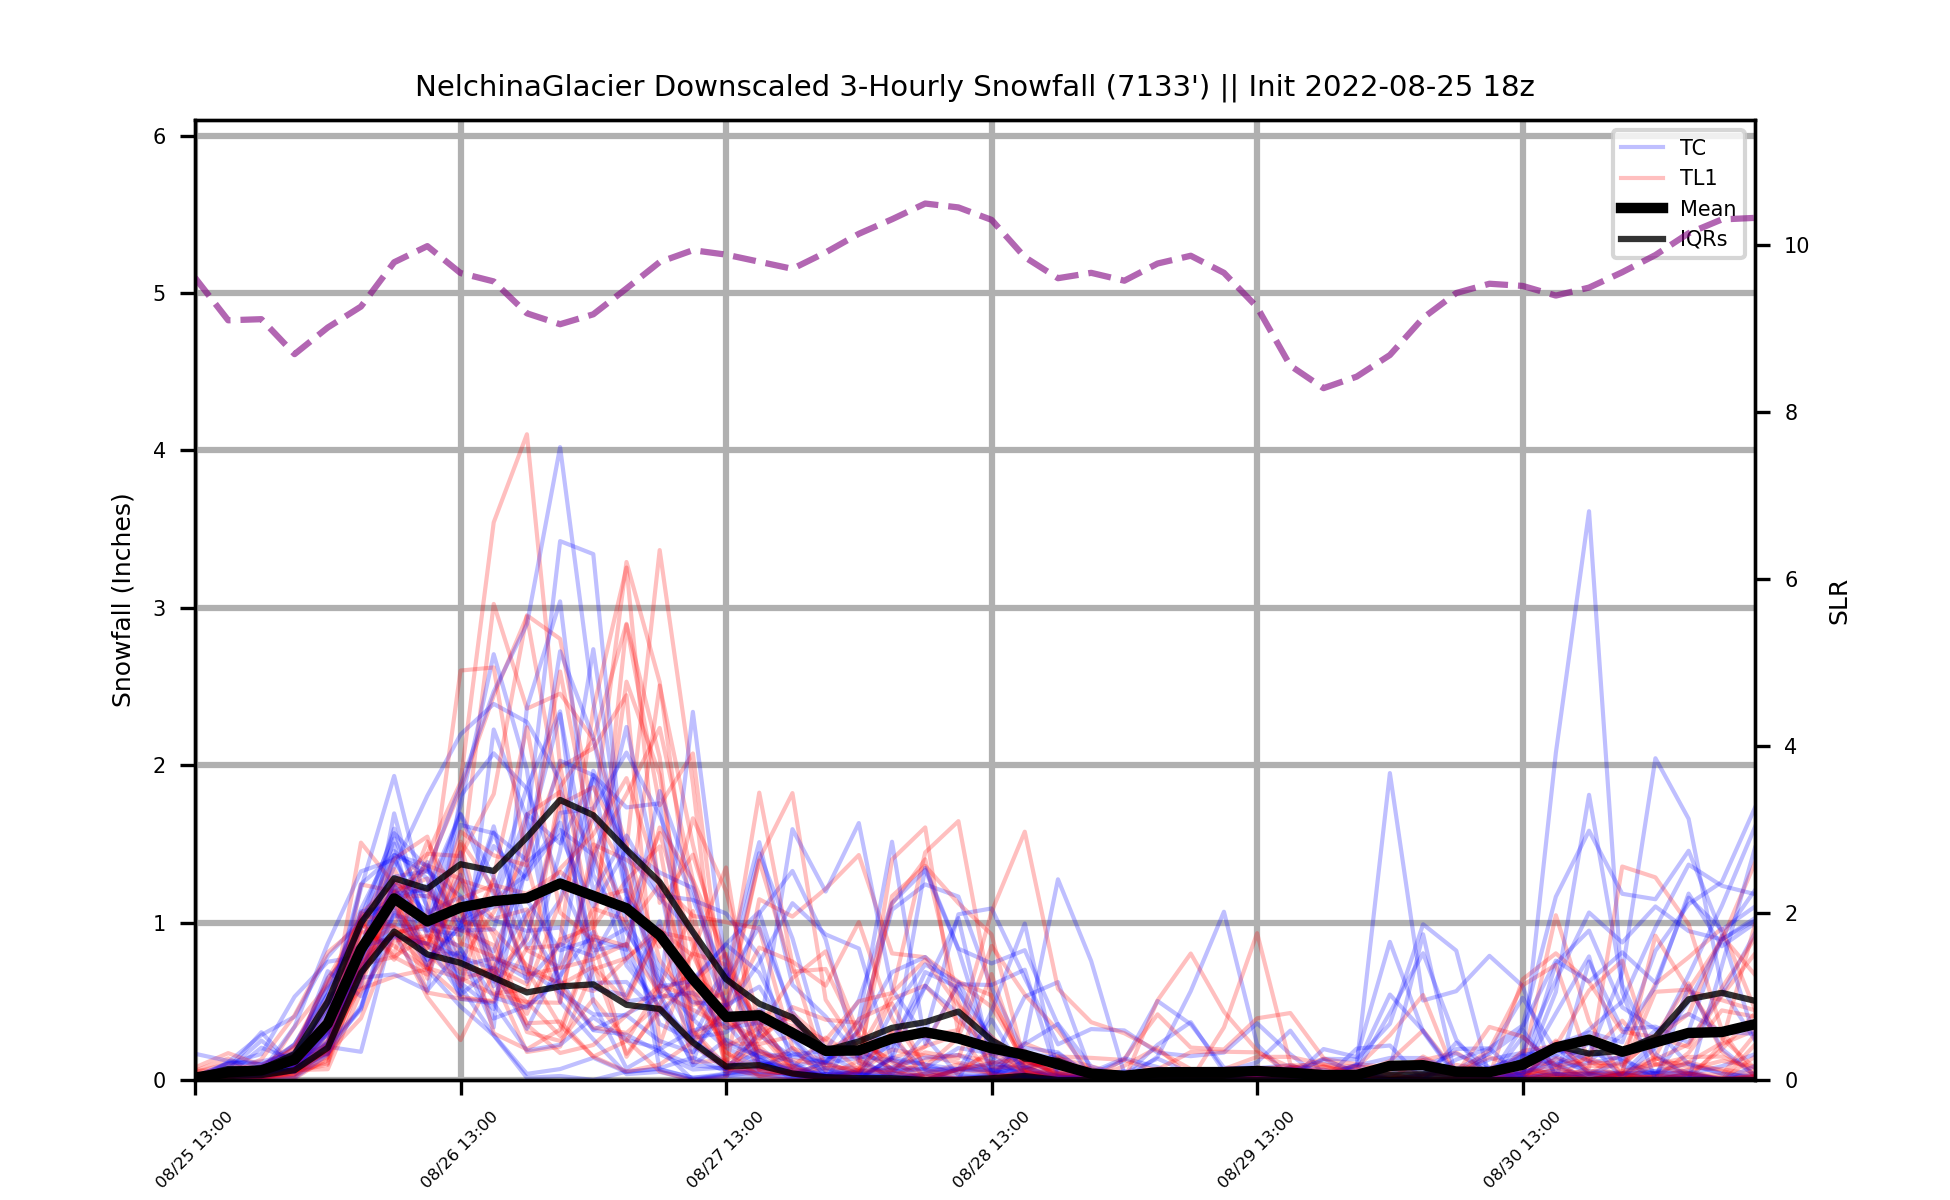 NelchinaGlacier Downscaled 3-Hourly Snowfall (7133') || Init 2022-08-25 18z
TC
TL1
Mean
IQRs
Snowfall (Inches)
6
5
4
3
2
1
0
SLR
10
8
6
4
2
0
08/25 13:00
08/26 13:00
08/27 13:00
08/28 13:00
08/29 13:00
08/30 13:00